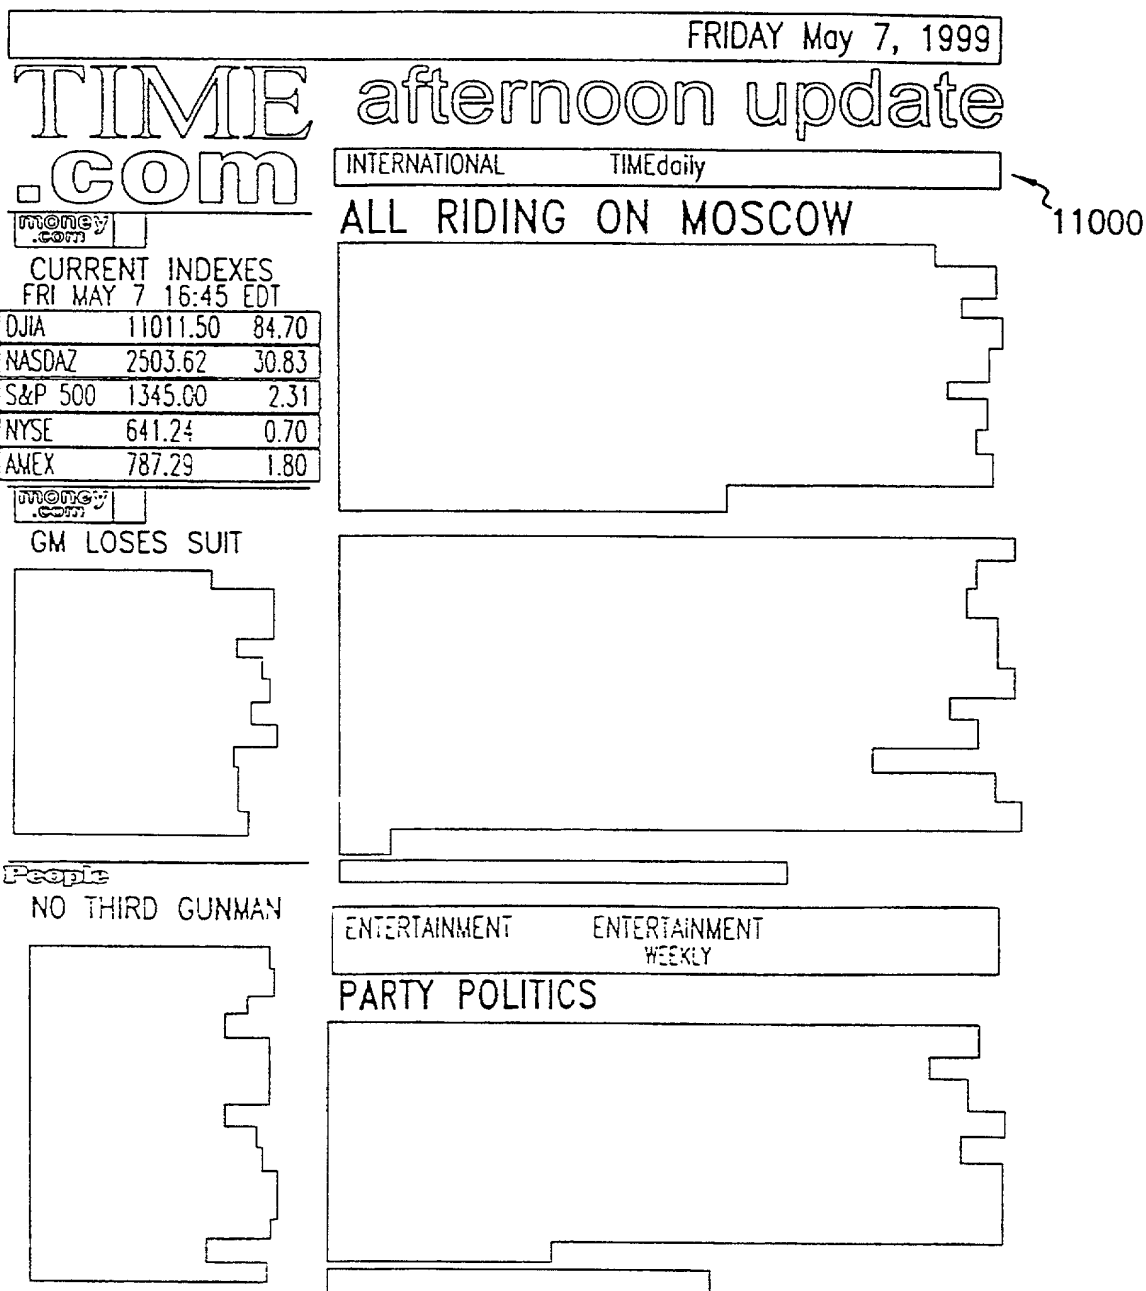 FRIDAY May 7, 1999
TIME
.com
afternoon update
INTERNATIONAL TIMEdaily
11000
ALL RIDING ON MOSCOW
money
.com
CURRENT INDEXES
FRI MAY 7 16:45 EDT
DJIA 11011.50 84.70
NASDAZ 2503.62 30.83
S&P 500 1345.00 2.31
NYSE 641.24 0.70
AMEX 787.29 1.80
money
.com
GM LOSES SUIT
People
NO THIRD GUNMAN
ENTERTAINMENT ENTERTAINMENT
WEEKLY
PARTY POLITICS